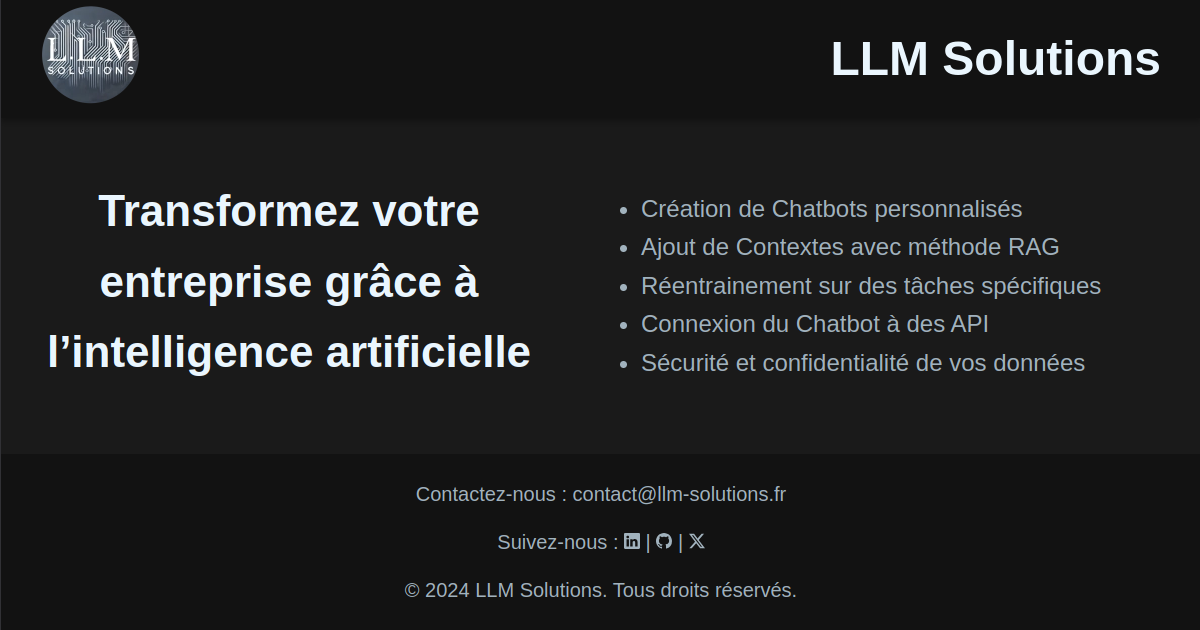 L.L.M
SOLUTIONS
LLM Solutions
Transformez votre
entreprise grâce à
l’intelligence artificielle
Création de Chatbots personnalisés
Ajout de Contextes avec méthode RAG
Réentrainement sur des tâches spécifiques
Connexion du Chatbot à des API
Sécurité et confidentialité de vos données
Contactez-nous : contact@llm-solutions.fr
Suivez-nous : | |
© 2024 LLM Solutions. Tous droits réservés.